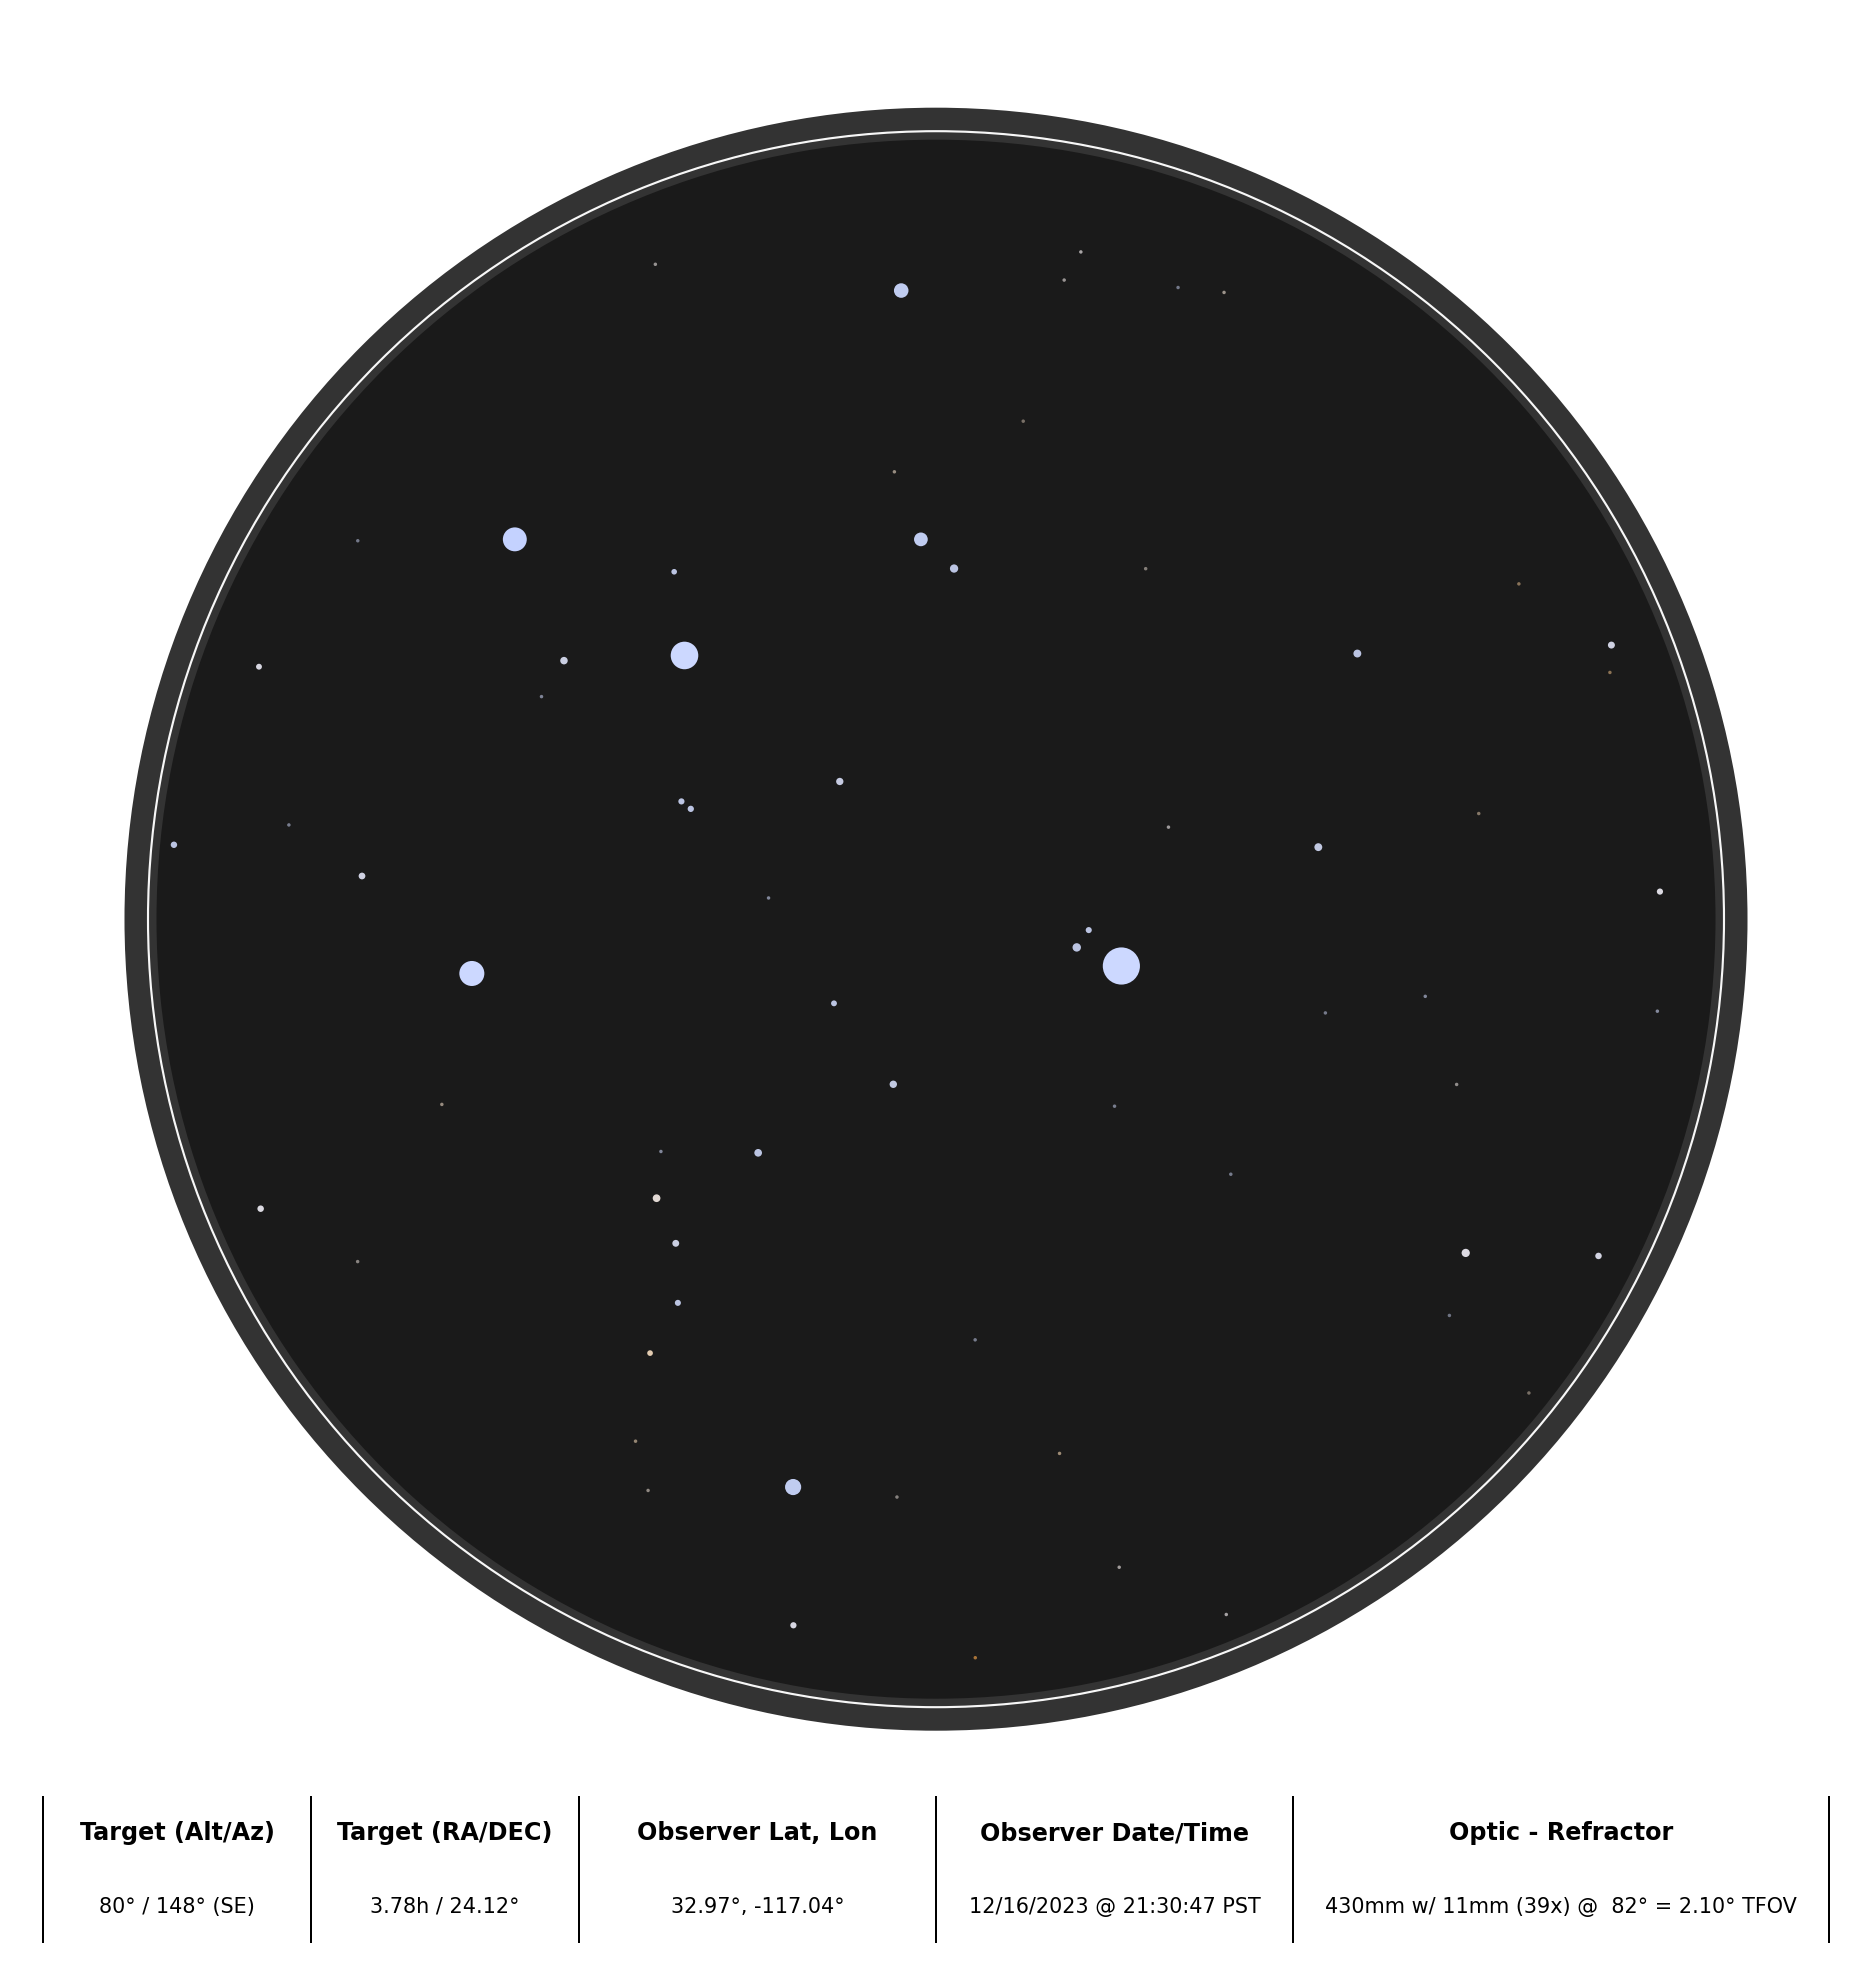 Target (Alt/Az) Target (RA/DEC) Observer Lat, Lon Observer Date/Time Optic - Refractor
80° / 148° (SE) 3.78h / 24.12° 32.97°, -117.04° 12/16/2023 @ 21:30:47 PST 430mm w/ 11mm (39x) @  82° = 2.10° TFOV